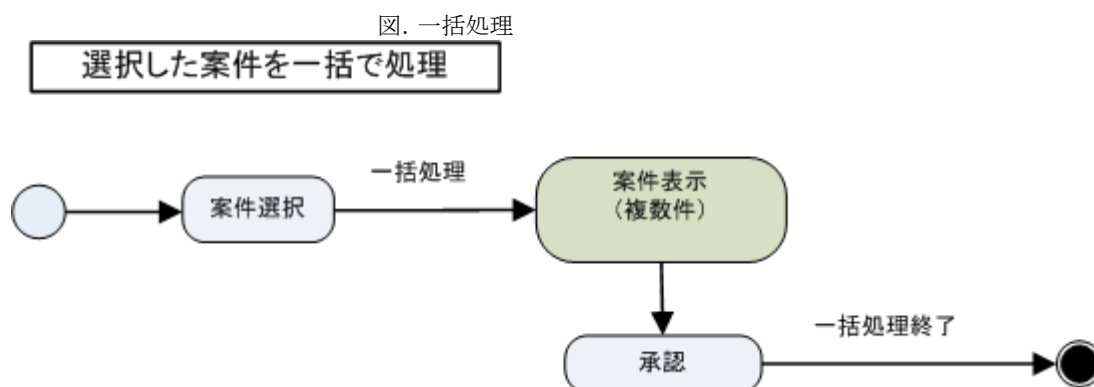 図. 一括処理
選択した案件を一括で処理
一括処理
案件選択
案件表示
（複数件）
一括処理終了
承認